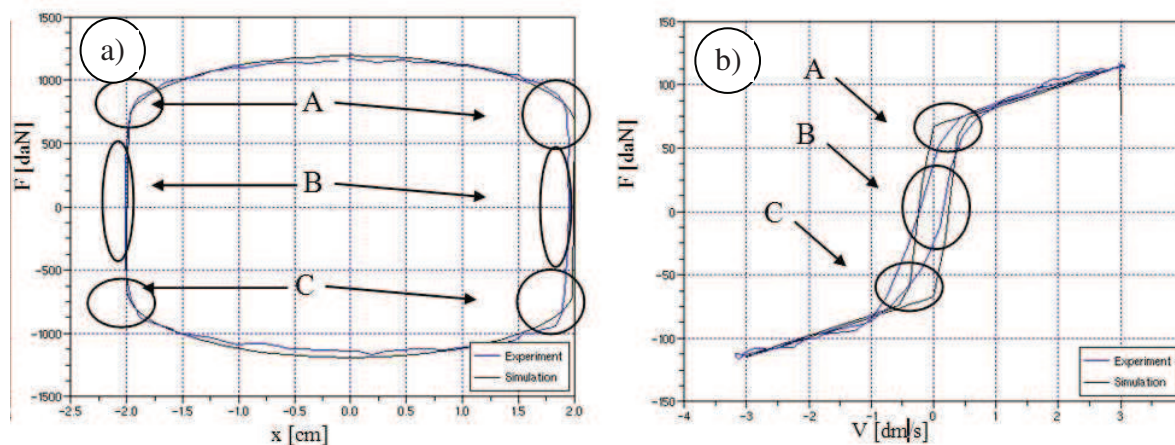 a)
F [daN]
1500
1000
500
0
-500
-1000
-1500
-2.5 -2.0 -1.5 -1.0 -0.5 0.0 0.5 1.0 1.5 2.0
x [cm]
A
B
C
Experiment
Simulation
b)
F [daN]
150
100
50
0
-50
-100
-150
-4 -3 -2 -1 0 1 2 3 4
V [dm/s]
A
B
C
Experiment
Simulation